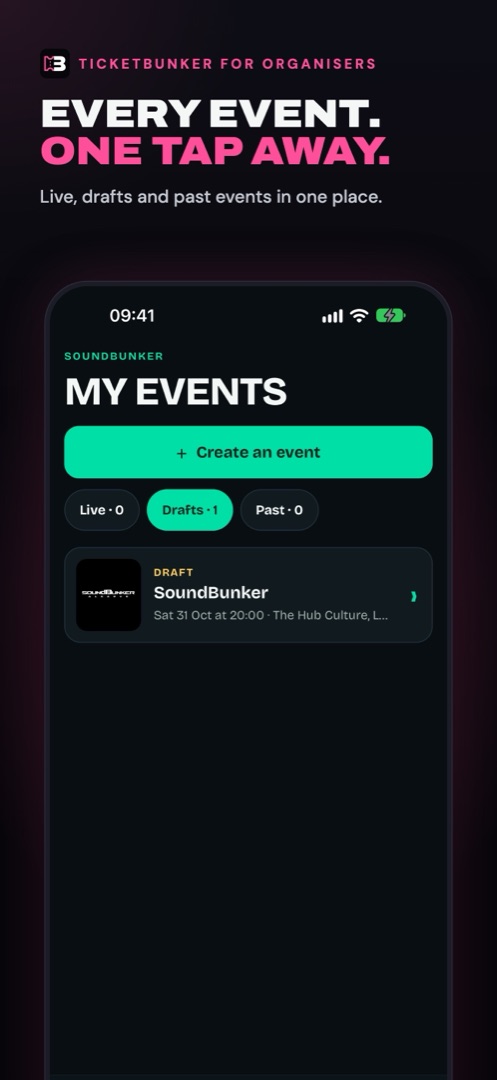 B TICKETBUNKER FOR ORGANISERS
EVERY EVENT.
ONE TAP AWAY.
Live, drafts and past events in one place.
09:41
SOUNDBUNKER
MY EVENTS
+ Create an event
Live · 0 Drafts · 1 Past · 0
DRAFT
SOUNDBUNKER SoundBunker
Sat 31 Oct at 20:00 · The Hub Culture, L...